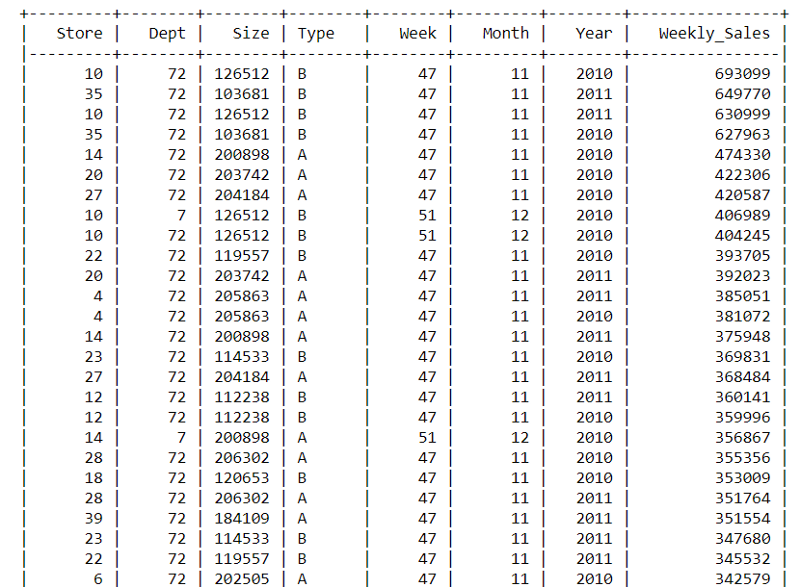 +---------+---------+---------+---------+---------+---------+---------+------------------+
| Store | Dept | Size | Type | Week | Month | Year | Weekly_Sales |
|---------+---------+---------+---------+---------+---------+---------+------------------|
| 10 | 72 | 126512 | B | 47 | 11 | 2010 | 693099 |
| 35 | 72 | 103681 | B | 47 | 11 | 2011 | 649770 |
| 10 | 72 | 126512 | B | 47 | 11 | 2011 | 630999 |
| 35 | 72 | 103681 | B | 47 | 11 | 2010 | 627963 |
| 14 | 72 | 200898 | A | 47 | 11 | 2010 | 474330 |
| 20 | 72 | 203742 | A | 47 | 11 | 2010 | 422306 |
| 27 | 72 | 204184 | A | 47 | 11 | 2010 | 420587 |
| 10 | 7 | 126512 | B | 51 | 12 | 2010 | 406989 |
| 10 | 72 | 126512 | B | 51 | 12 | 2010 | 404245 |
| 22 | 72 | 119557 | B | 47 | 11 | 2010 | 393705 |
| 20 | 72 | 203742 | A | 47 | 11 | 2011 | 392023 |
| 4 | 72 | 205863 | A | 47 | 11 | 2011 | 385051 |
| 4 | 72 | 205863 | A | 47 | 11 | 2010 | 381072 |
| 14 | 72 | 200898 | A | 47 | 11 | 2011 | 375948 |
| 23 | 72 | 114533 | B | 47 | 11 | 2010 | 369831 |
| 27 | 72 | 204184 | A | 47 | 11 | 2011 | 368484 |
| 12 | 72 | 112238 | B | 47 | 11 | 2011 | 360141 |
| 12 | 72 | 112238 | B | 47 | 11 | 2010 | 359996 |
| 14 | 7 | 200898 | A | 51 | 12 | 2010 | 356867 |
| 28 | 72 | 206302 | A | 47 | 11 | 2010 | 355356 |
| 18 | 72 | 120653 | B | 47 | 11 | 2010 | 353009 |
| 28 | 72 | 206302 | A | 47 | 11 | 2011 | 351764 |
| 39 | 72 | 184109 | A | 47 | 11 | 2011 | 351554 |
| 23 | 72 | 114533 | B | 47 | 11 | 2011 | 347680 |
| 22 | 72 | 119557 | B | 47 | 11 | 2011 | 345532 |
| 6 | 72 | 202505 | A | 47 | 11 | 2010 | 342579 |